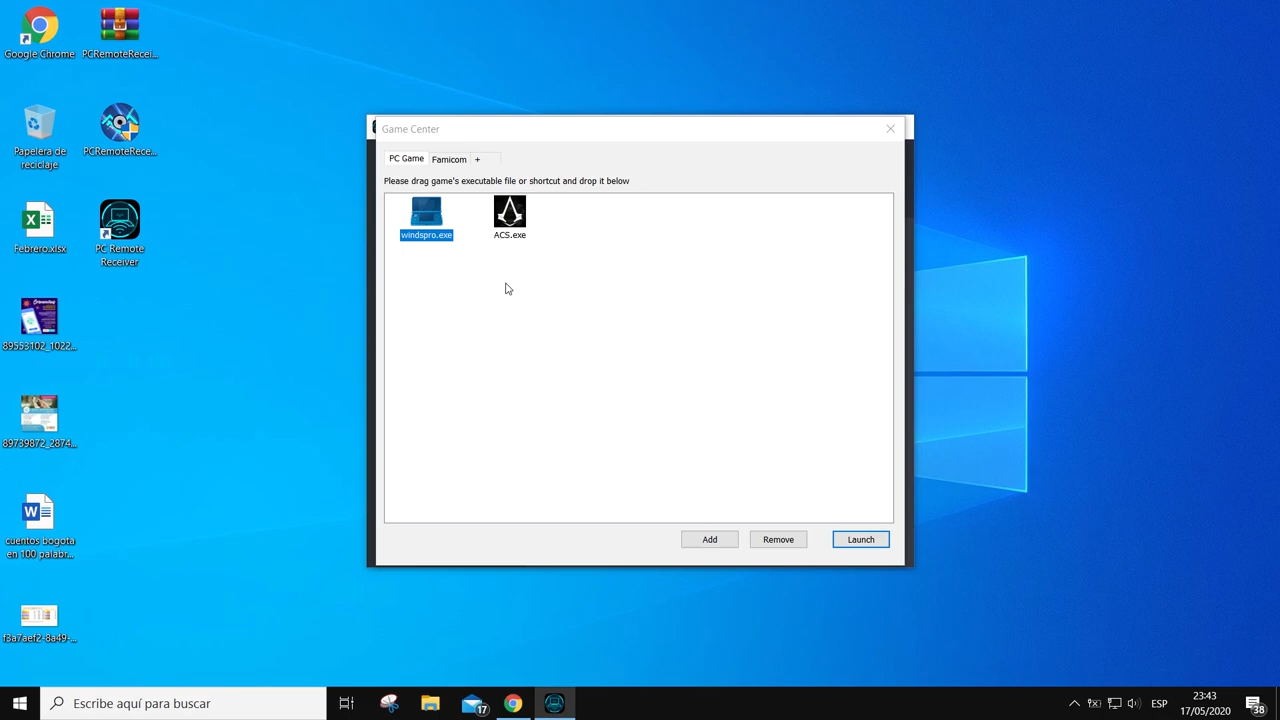 Google Chrome
PCRemoteRecei...
Papelera de
reciclaje
PCRemoteRece...
Febrero.xlsx
PC Remote
Receiver
89553102_1022...
89739872_2874...
cuentos bogota
en 100 palabr...
f3a7aef2-8a49-...
Game Center
PC Game
Famicom
+
Please drag game's executable file or shortcut and drop it below
windspro.exe
ACS.exe
Add
Remove
Launch
Escribe aquí para buscar
17
ESP
23:43
17/05/2020
38